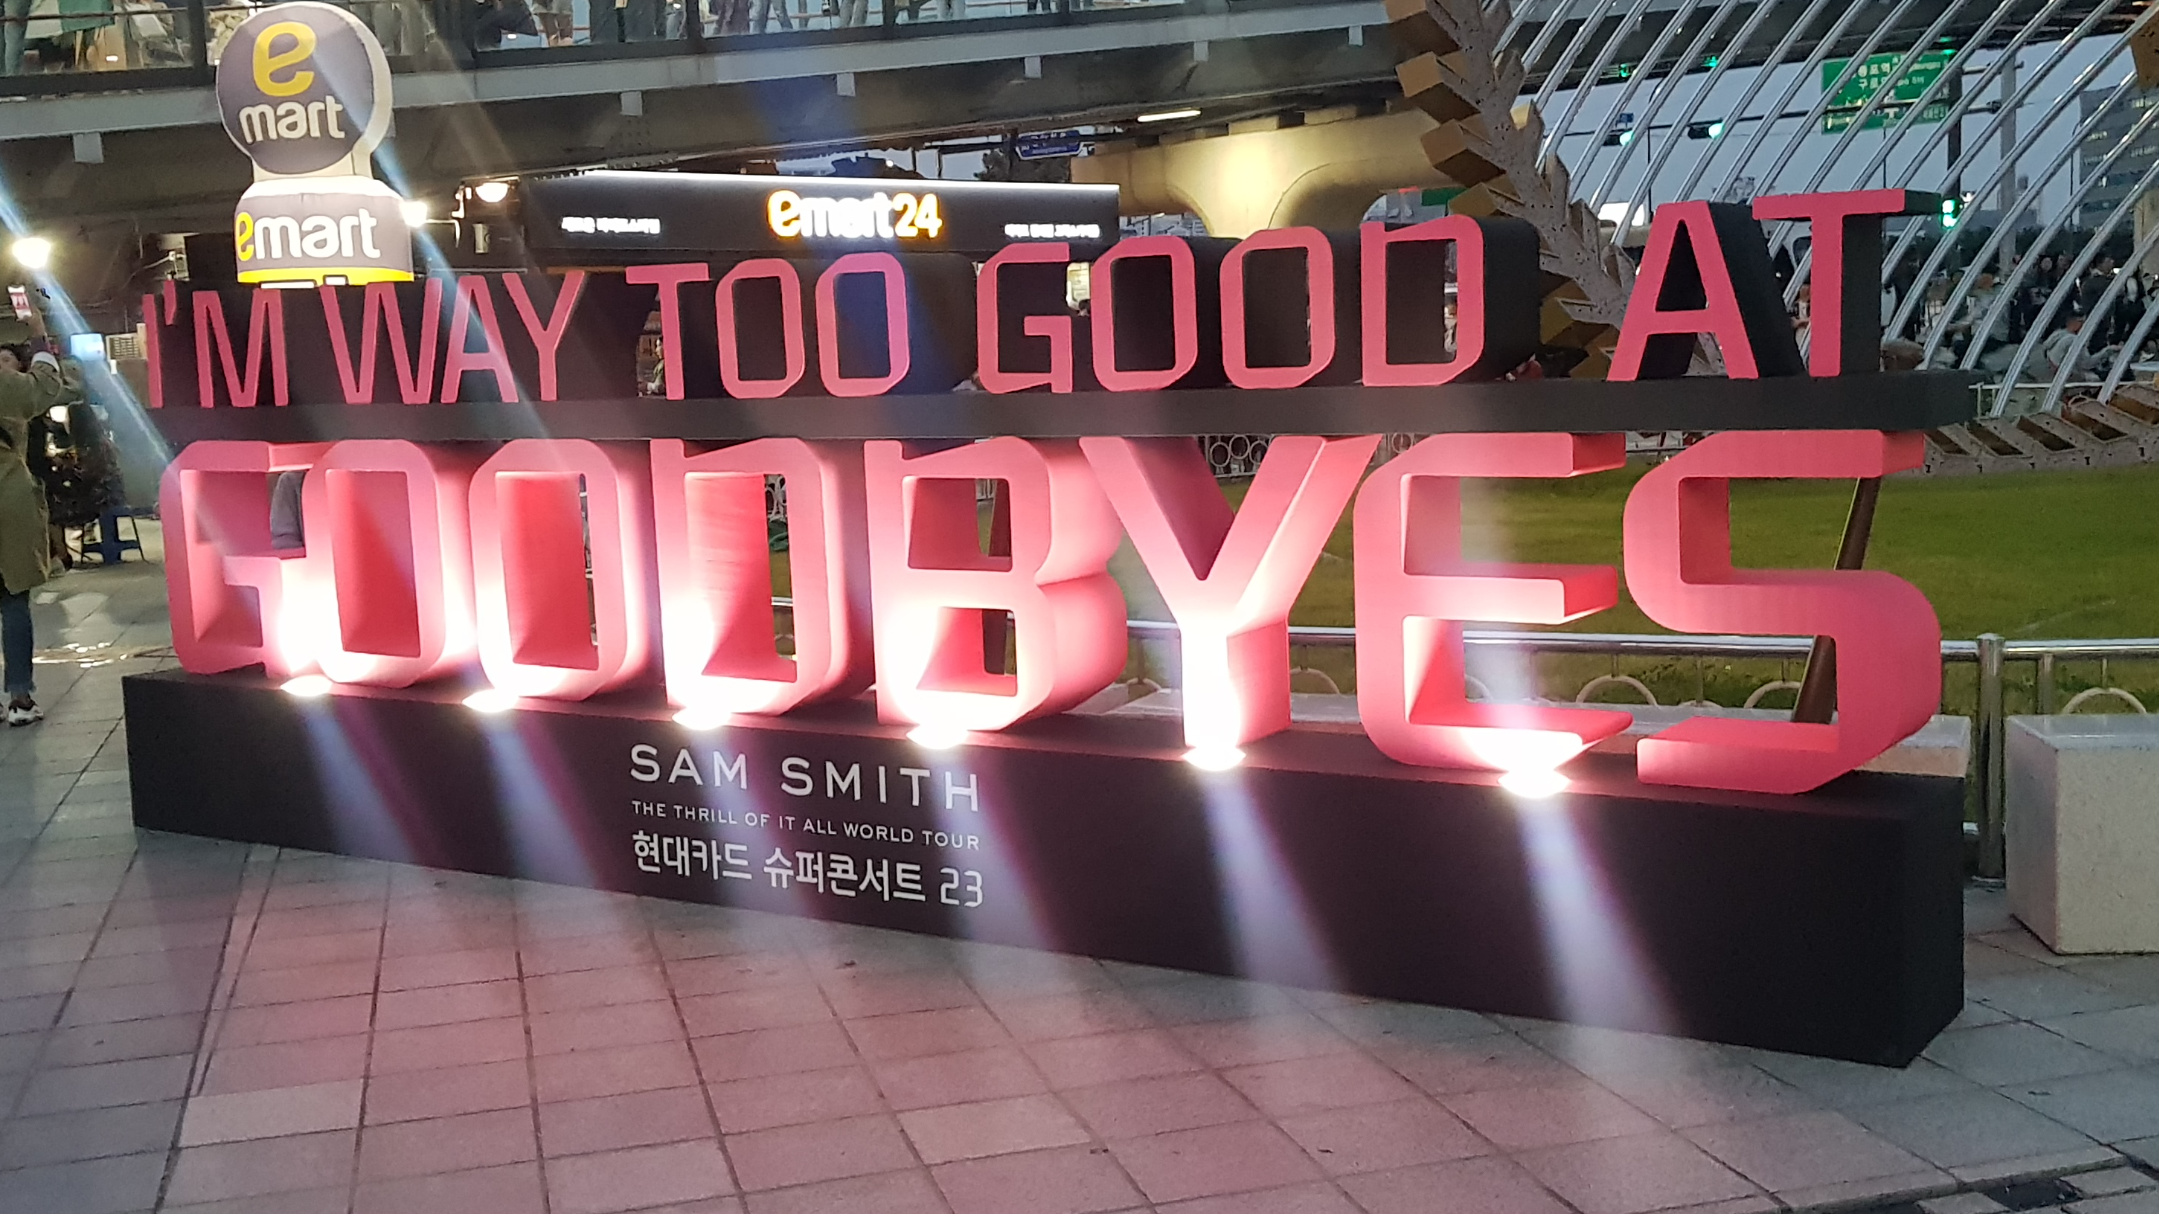 e
mart
emart
emart24
I'M WAY TOO GOOD AT
GOODBYES
SAM SMITH
THE THRILL OF IT ALL WORLD TOUR
현대카드 슈퍼콘서트 23